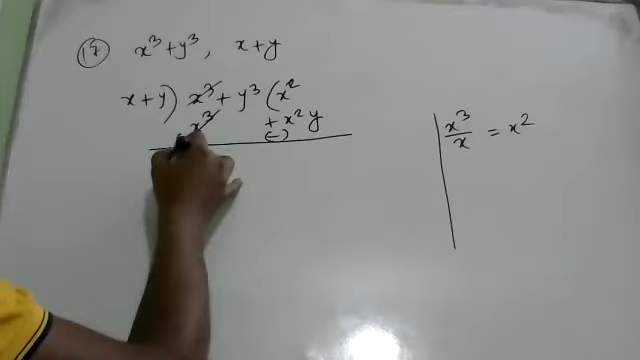 (17) x³ + y³, x + y
x + y) x³ + y³ (x²
x³ + x²y
(-)
x³/x = x²